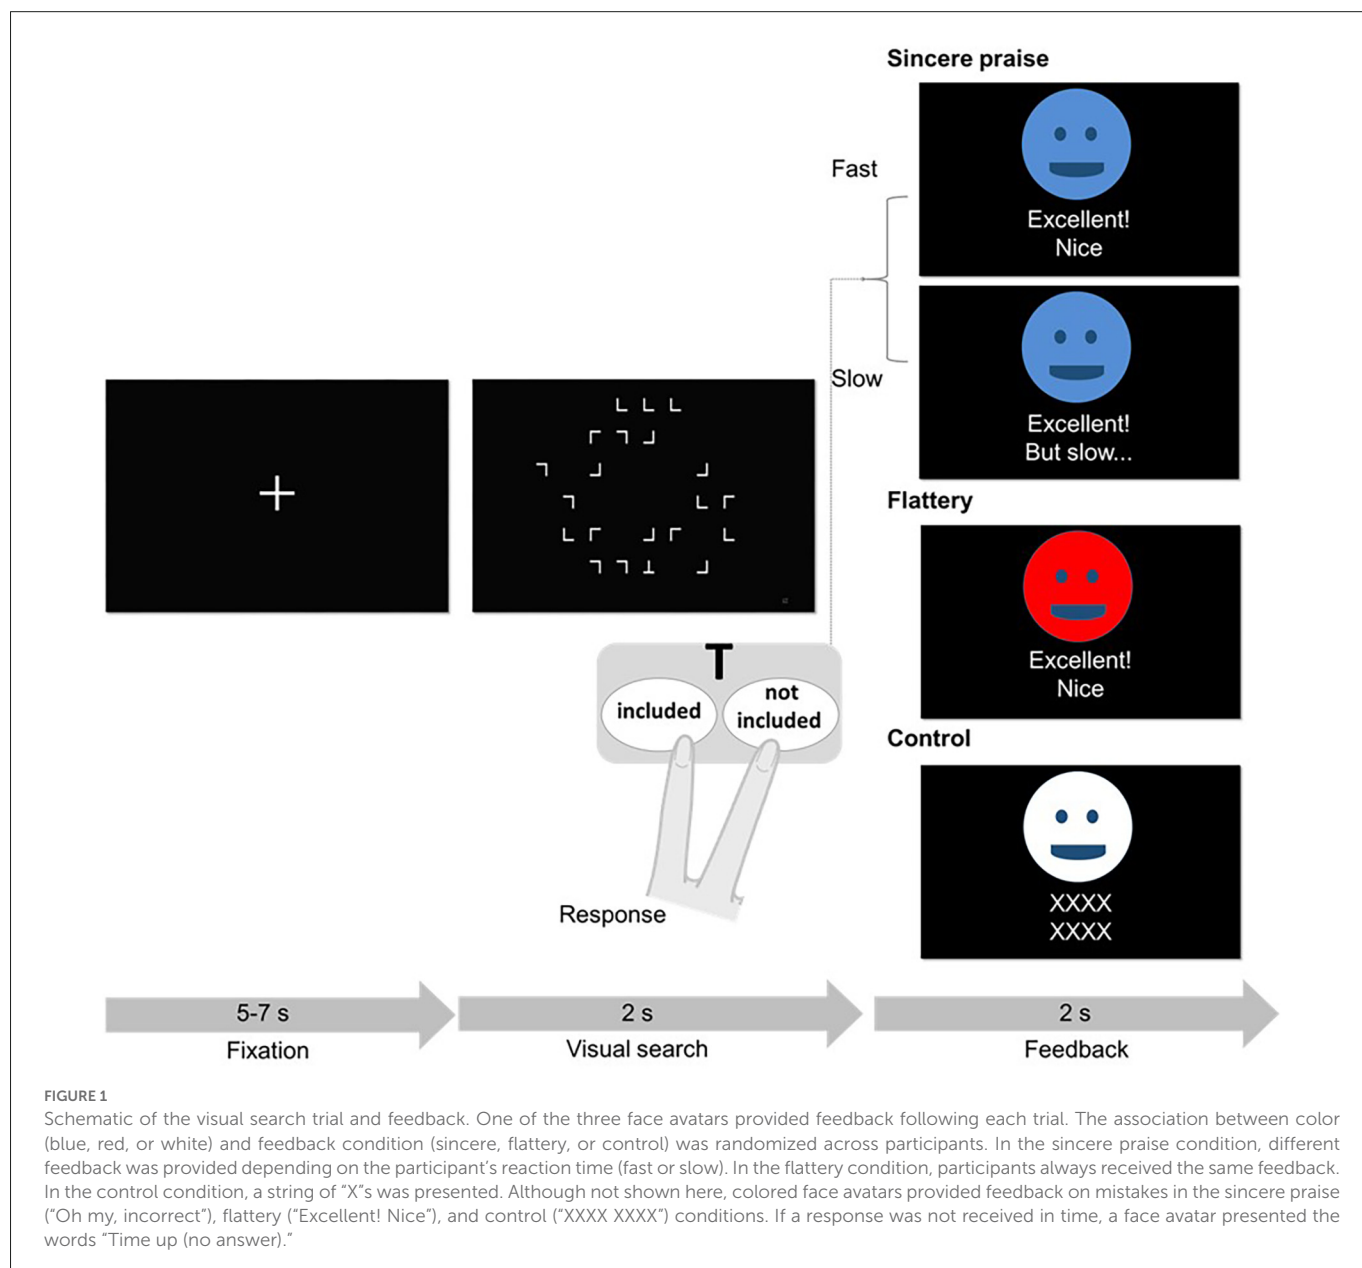 Sincere praise
Fast
Excellent!
Nice
Slow
Excellent!
But slow...
Flattery
Excellent!
Nice
T
included
not
included
Control
XXXX
XXXX
Response
5-7 s
2 s
2 s
Fixation
Visual search
Feedback
FIGURE 1
Schematic of the visual search trial and feedback. One of the three face avatars provided feedback following each trial. The association between color
(blue, red, or white) and feedback condition (sincere, flattery, or control) was randomized across participants. In the sincere praise condition, different
feedback was provided depending on the participant’s reaction time (fast or slow). In the flattery condition, participants always received the same feedback.
In the control condition, a string of “X”s was presented. Although not shown here, colored face avatars provided feedback on mistakes in the sincere praise
(“Oh my, incorrect”), flattery (“Excellent! Nice”), and control (“XXXX XXXX”) conditions. If a response was not received in time, a face avatar presented the
words “Time up (no answer).”